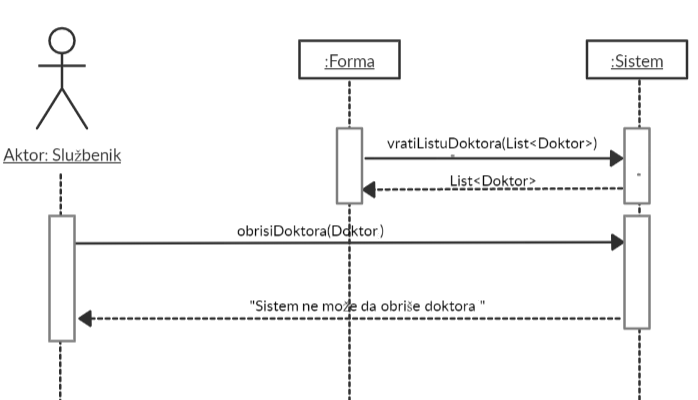 :Forma
:Sistem
Aktor: Službenik
vratiListuDoktora(List<Doktor>)
List<Doktor>
obrisiDoktora(Doktor)
"Sistem ne može da obriše doktora "